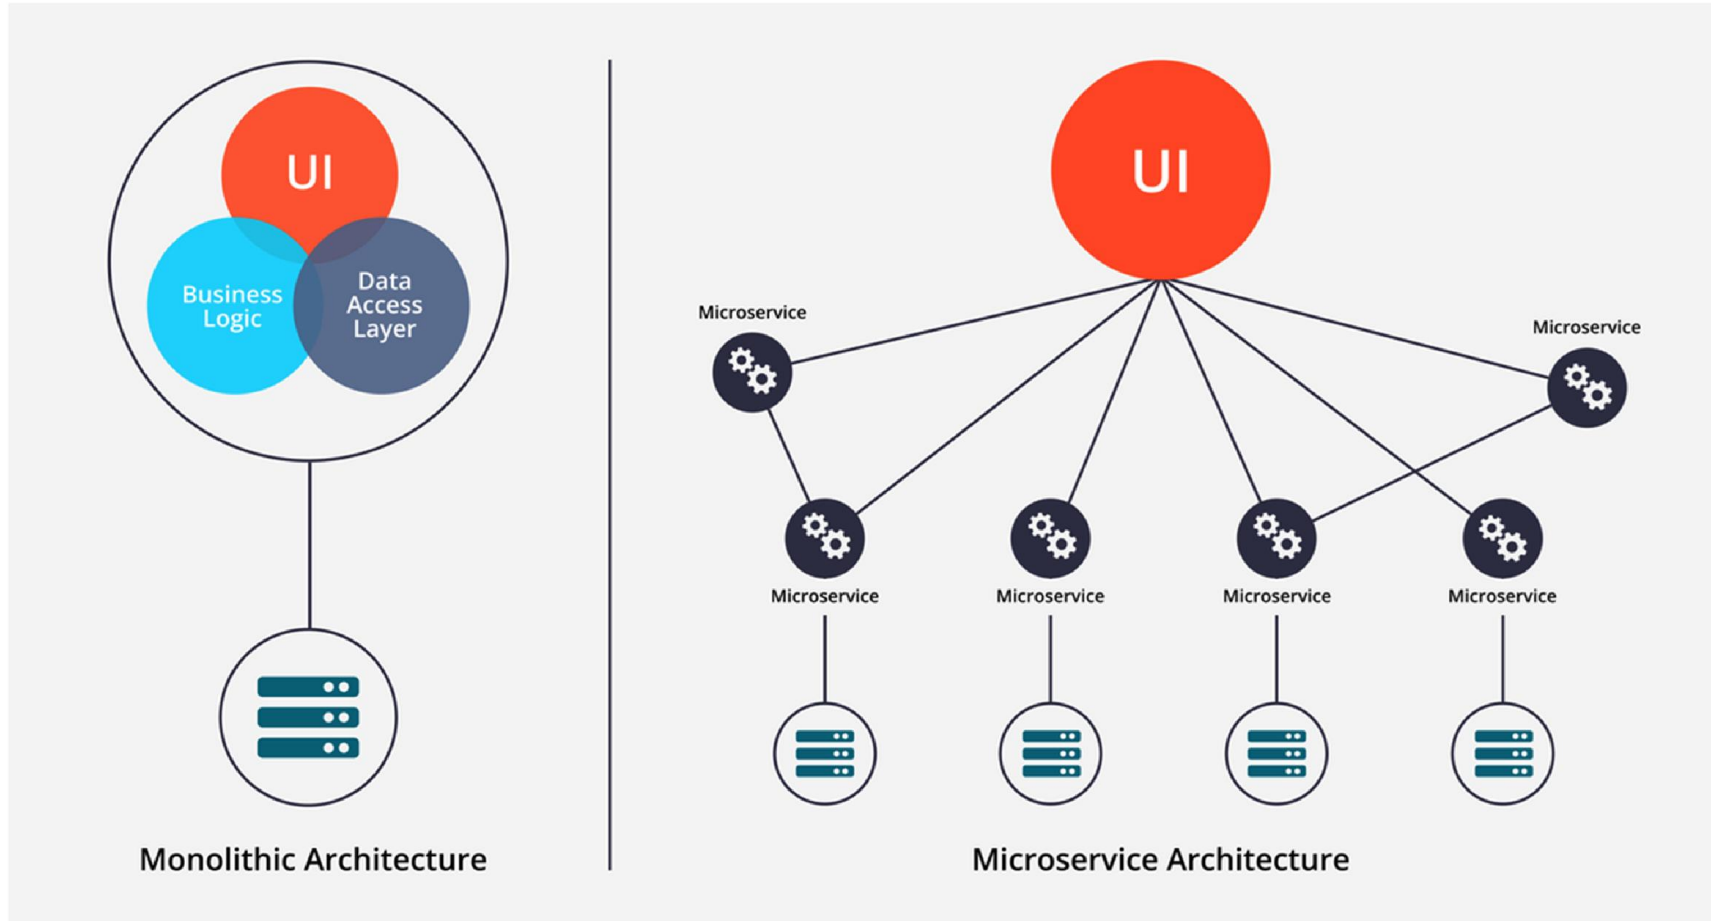 UI
Business
Logic
Data
Access
Layer
Monolithic Architecture
UI
Microservice
Microservice
Microservice
Microservice
Microservice
Microservice
Microservice Architecture